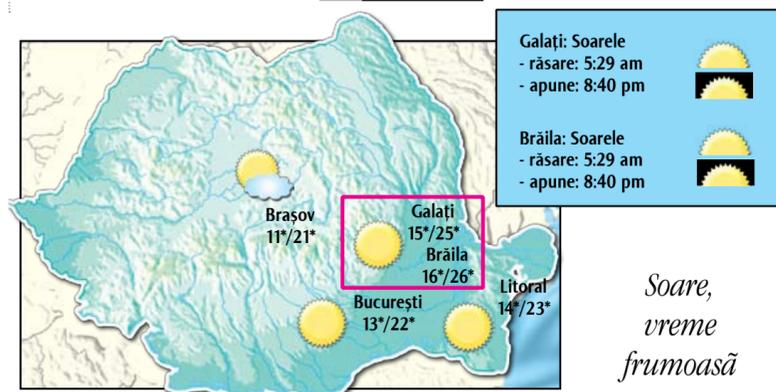 Galați: Soarele
- răsare: 5:29 am
- apune: 8:40 pm
Brăila: Soarele
- răsare: 5:29 am
- apune: 8:40 pm
Brașov
11*/21*
Galați
15*/25*
Brăila
16*/26*
București
13*/22*
Litoral
14*/23*
Soare,
vreme
frumoasã